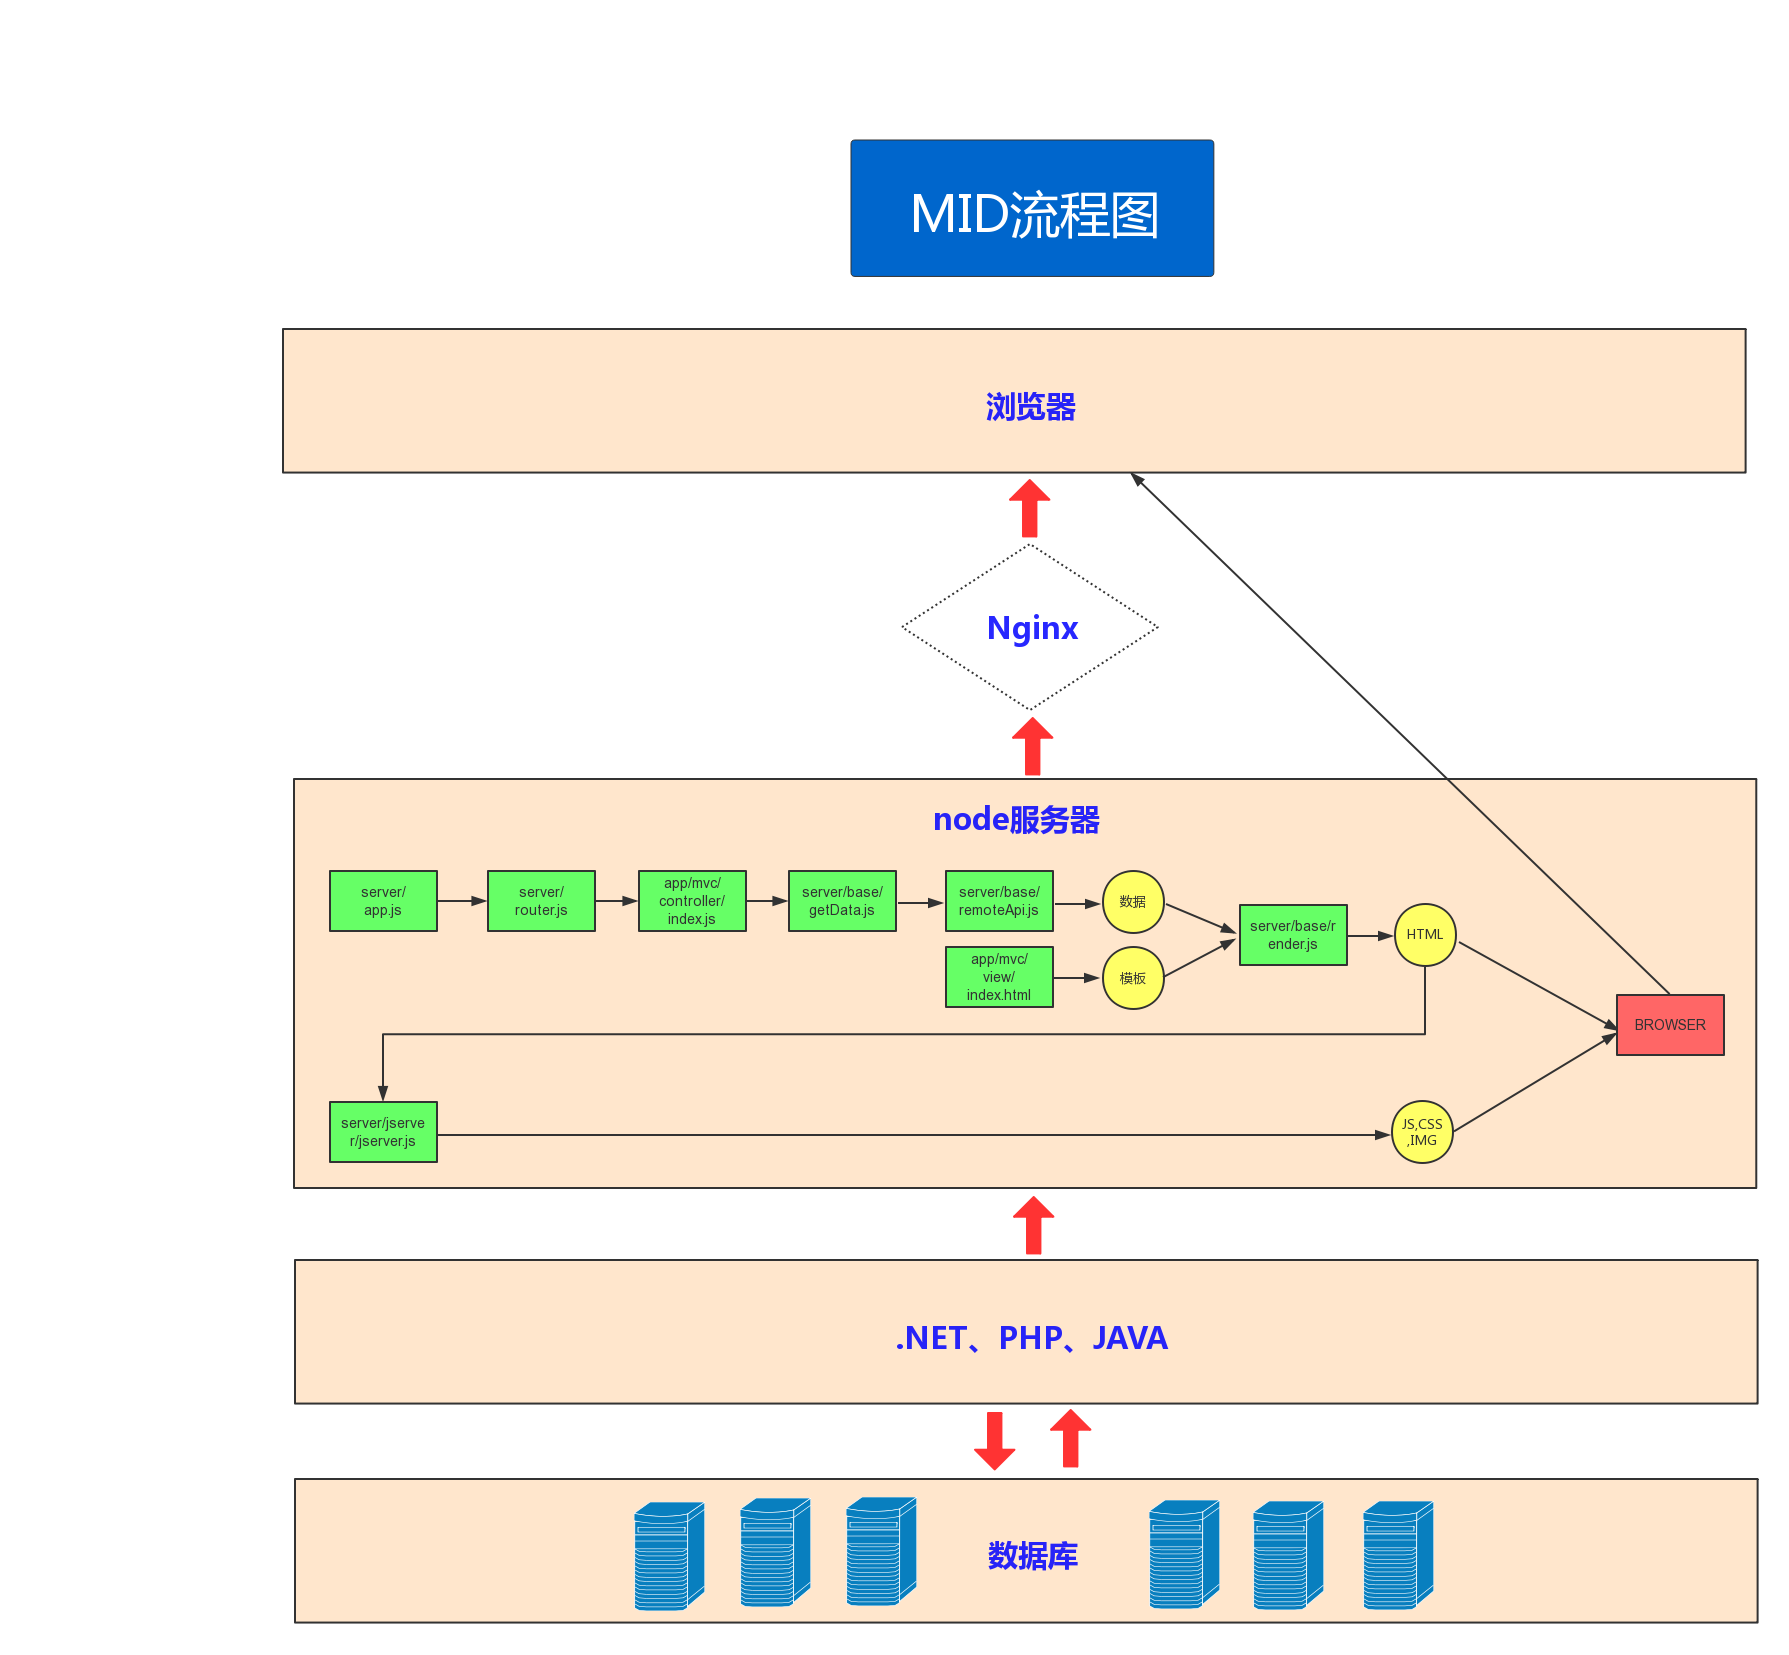 MID流程图
浏览器
Nginx
node服务器
server/
app.js
server/
router.js
app/mvc/
controller/
index.js
server/base/
getData.js
server/base/
remoteApi.js
数据
app/mvc/
view/
index.html
模板
server/base/r
ender.js
HTML
BROWSER
server/jserve
r/jserver.js
JS,CSS
,IMG
.NET、PHP、JAVA
数据库